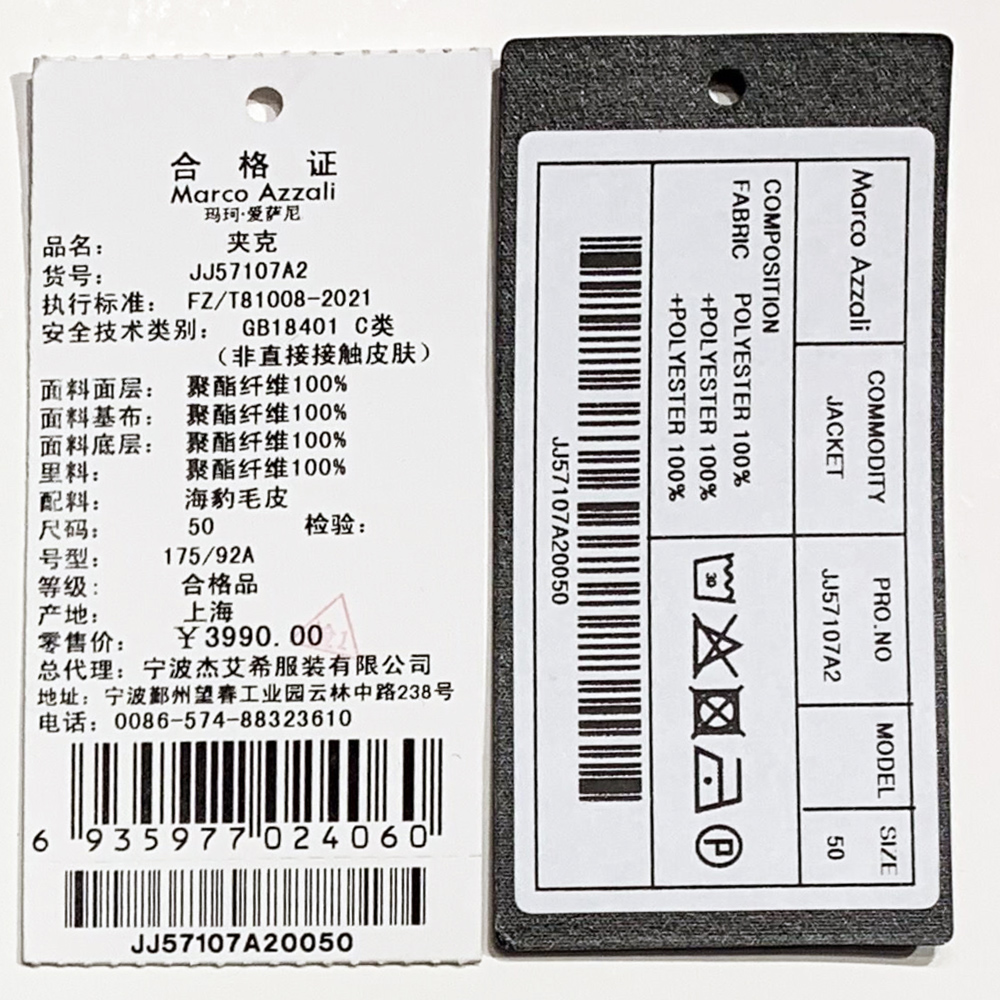 合格证
Marco Azzali
玛珂·爱萨尼
品名： 夹克
货号： JJ57107A2
执行标准： FZ/T81008-2021
安全技术类别： GB18401 C类
（非直接接触皮肤）
面料面层： 聚酯纤维100%
面料基布： 聚酯纤维100%
面料底层： 聚酯纤维100%
里料： 聚酯纤维100%
配料： 海豹毛皮
尺码： 50 检验：
号型： 175/92A
等级： 合格品
产地： 上海
零售价： ￥3990.00
总代理：宁波杰艾希服装有限公司
地址：宁波鄞州望春工业园云林中路238号
电话：0086-574-88323610
6 935977 024060
JJ57107A20050
Marco Azzali
COMMODITY
JACKET
PRO.NO
JJ57107A2
MODEL
SIZE
50
COMPOSITION
FABRIC POLYESTER 100%
+POLYESTER 100%
+POLYESTER 100%
30
P
JJ57107A20050